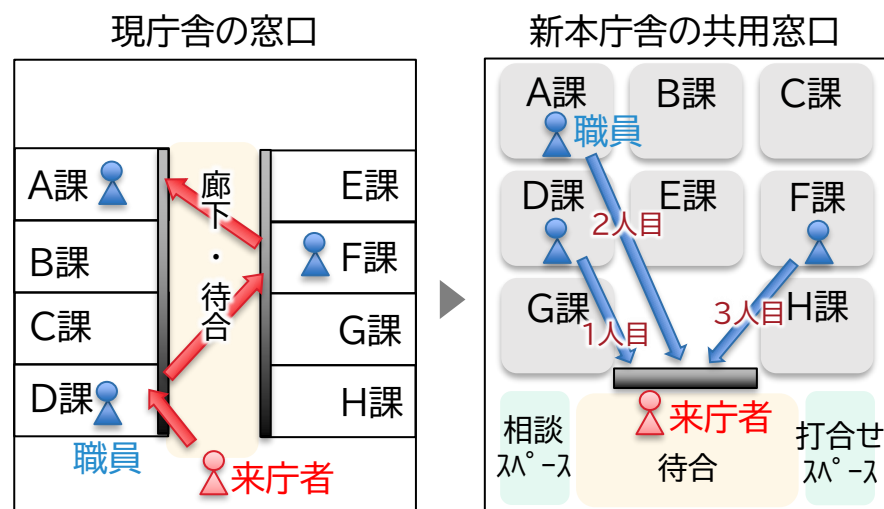 現庁舎の窓口
A課
B課
C課
D課
職員
廊下・待合
E課
F課
G課
H課
来庁者
新本庁舎の共用窓口
A課
B課
C課
職員
D課
E課
F課
2人目
G課
1人目
3人目
H課
来庁者
相談
ｽﾍﾟｰｽ
待合
打合せ
ｽﾍﾟｰｽ